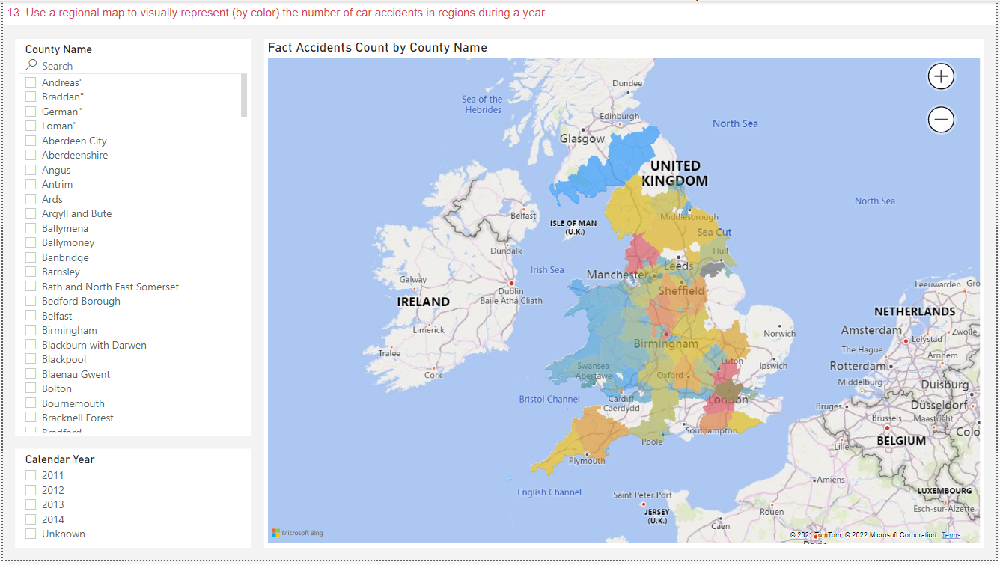 13. Use a regional map to visually represent (by color) the number of car accidents in regions during a year.
County Name
Search
Andreas"
Braddan"
German"
Loman"
Aberdeen City
Aberdeenshire
Angus
Antrim
Ards
Argyll and Bute
Ballymena
Ballymoney
Banbridge
Barnsley
Bath and North East Somerset
Bedford Borough
Belfast
Birmingham
Blackburn with Darwen
Blackpool
Blaenau Gwent
Bolton
Bournemouth
Bracknell Forest
Calendar Year
2011
2012
2013
2014
Unknown
Fact Accidents Count by County Name
Dundee
Sea of the
Hebrides
Edinburgh
North Sea
Glasgow
UNITED
KINGDOM
North Sea
Belfast
Middlesbrough
ISLE OF MAN
(U.K.)
Sea Cut
Dundalk
Hull
Irish Sea
Leeds
Manchester
Galway
Leeuwarden
Gro
Dublin
Baile Átha Cliath
Sheffield
IRELAND
NETHERLANDS
Limerick
Norwich
Amsterdam
Zwolle
Lelystad
Birmingham
Tralee
The Hague
Arnhem
Cork
Swansea
Abertawe
Luton
Ipswich
Rotterdam
Oxford
Middelburg
Duisburg
Bristol Channel
Cardiff
Caerdydd
London
Bruges
Düsseldorf
Brussels
Maastricht
Southampton
Colo
Poole
BELGIUM
Lille
Plymouth
Amiens
English Channel
Saint Peter Port
LUXEMBOURG
JERSEY
(U.K.)
Rouen
Esch-sur-Alzette
Caen
Microsoft Bing
© 2021 TomTom, © 2022 Microsoft Corporation Terms